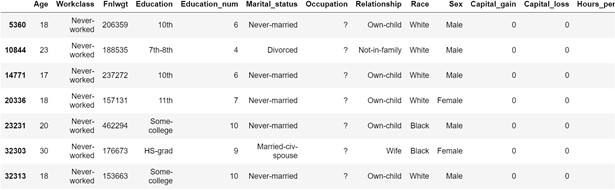 Age Workclass Fnlwgt Education Education_num Marital_status Occupation Relationship Race Sex Capital_gain Capital_loss Hours_per
5360 18 Never-worked 206359 10th 6 Never-married ? Own-child White Male 0 0
10844 23 Never-worked 188535 7th-8th 4 Divorced ? Not-in-family White Male 0 0
14771 17 Never-worked 237272 10th 6 Never-married ? Own-child White Male 0 0
20336 18 Never-worked 157131 11th 7 Never-married ? Own-child White Female 0 0
23231 20 Never-worked 462294 Some-college 10 Never-married ? Own-child Black Male 0 0
32303 30 Never-worked 176673 HS-grad 9 Married-civ-spouse ? Wife Black Female 0 0
32313 18 Never-worked 153663 Some-college 10 Never-married ? Own-child White Male 0 0